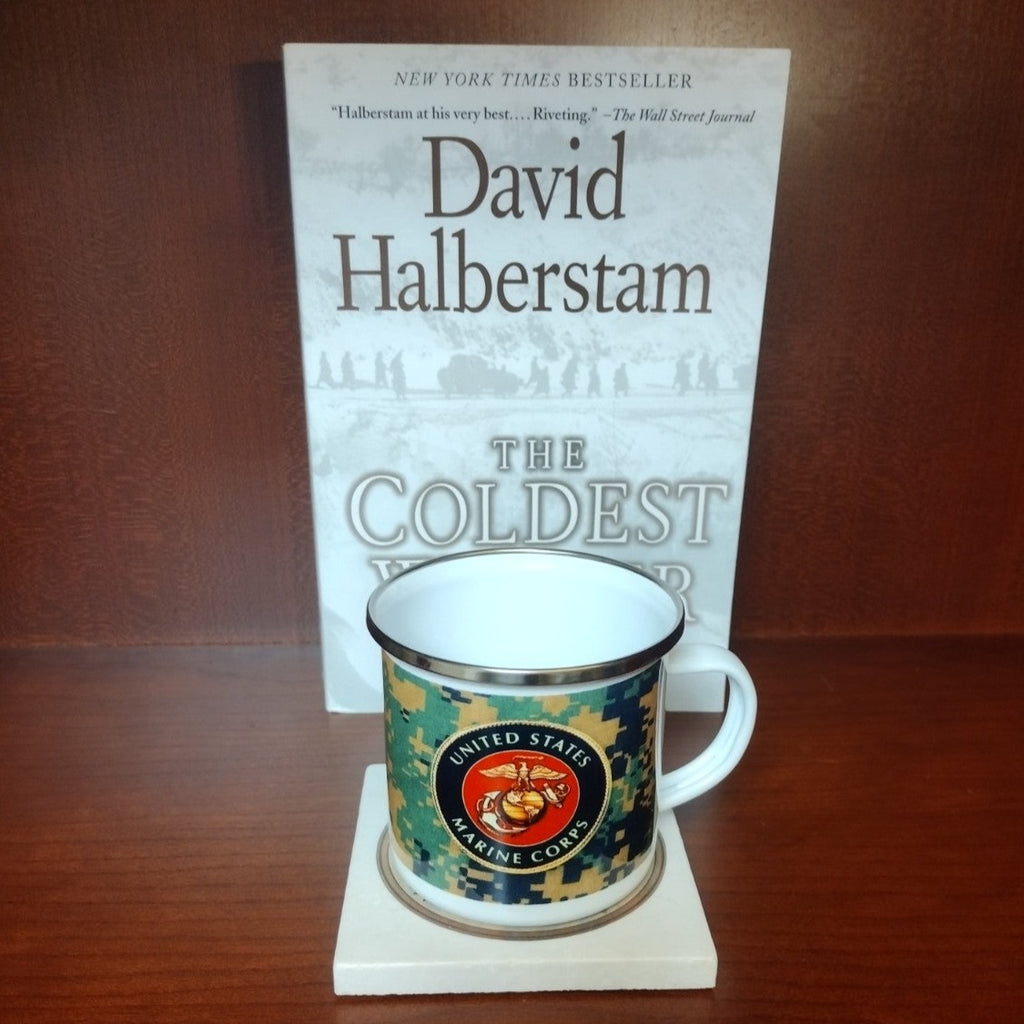 NEW YORK TIMES BESTSELLER
“Halberstam at his very best.... Riveting.” –The Wall Street Journal
David
Halberstam
THE
COLDEST
UNITED STATES
MARINE CORPS